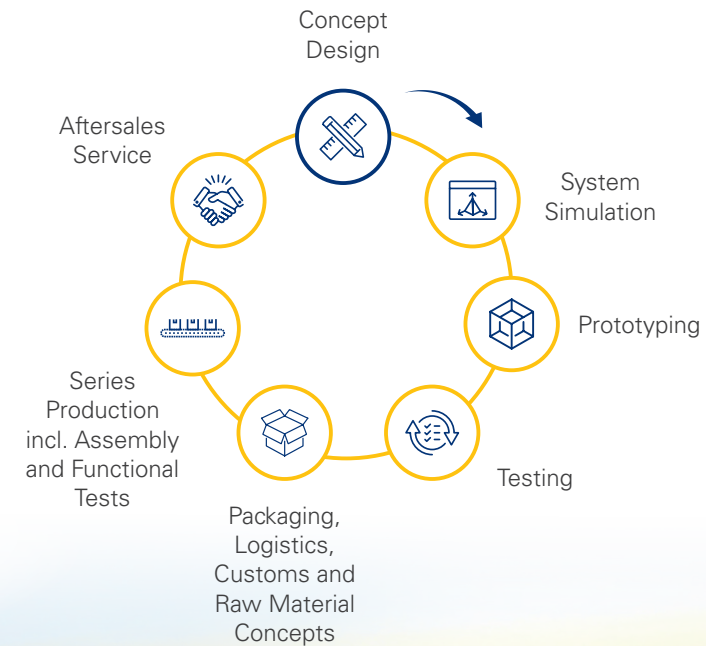 Concept
Design
System
Simulation
Prototyping
Testing
Packaging,
Logistics,
Customs and
Raw Material
Concepts
Series
Production
incl. Assembly
and Functional
Tests
Aftersales
Service